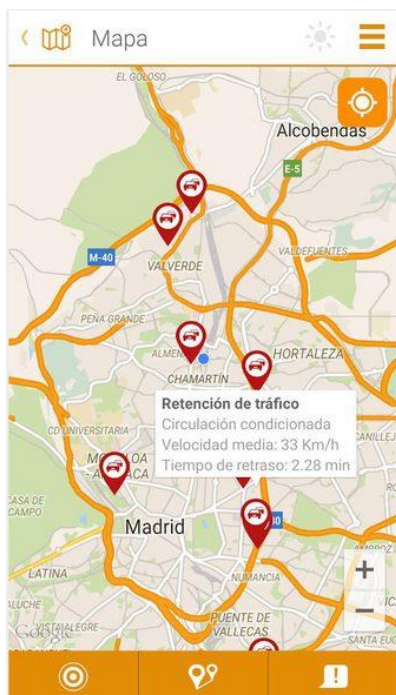 Mapa
EL GOLOSO
Alcobendas
E-5
M-40
VALVERDE
VALDEFUENTES
PEÑA GRANDE
HORTALEZA
CHAMARTÍN
Retención de tráfico
Circulación condicionada
Velocidad media: 33 Km/h
Tiempo de retraso: 2.28 min
CD UNIVERSITARIA
CASA DE
CAMPO
Madrid
30
LATINA
NUMANCIA
+
−
PUENTE DE
VALLECAS
Google